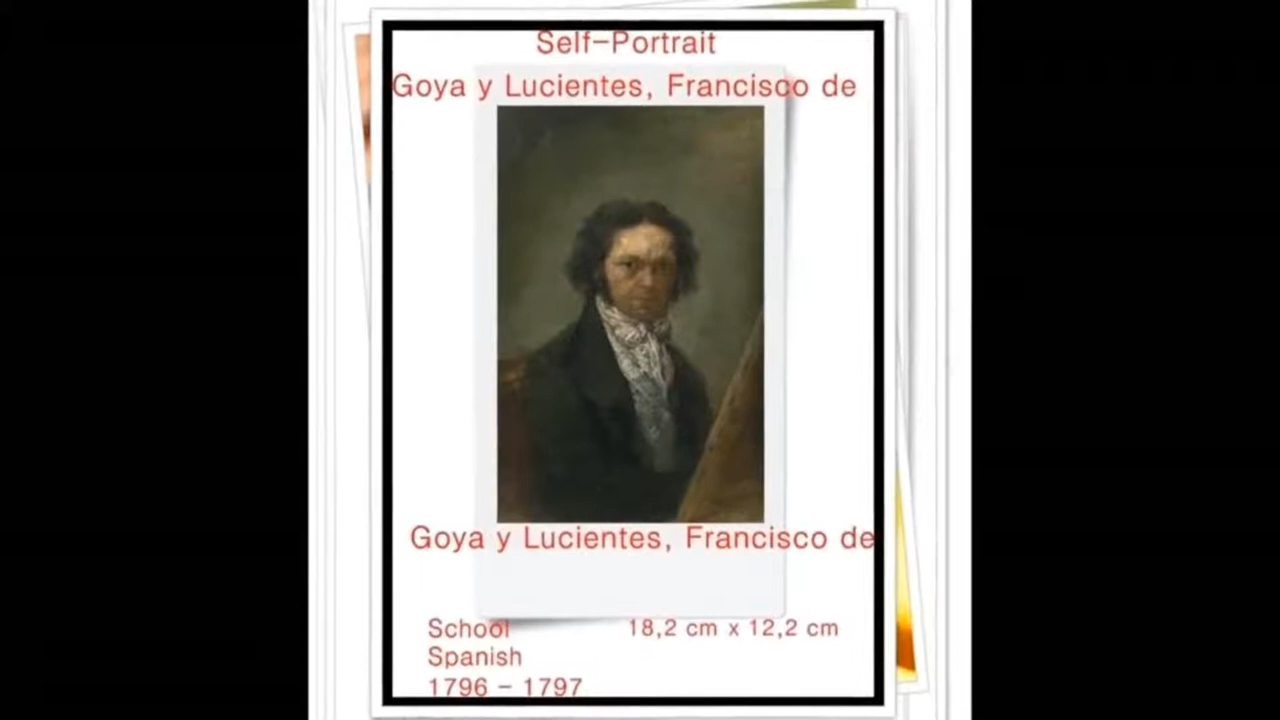 Self-Portrait
Goya y Lucientes, Francisco de
Goya y Lucientes, Francisco de
School 18,2 cm x 12,2 cm
Spanish
1796 - 1797